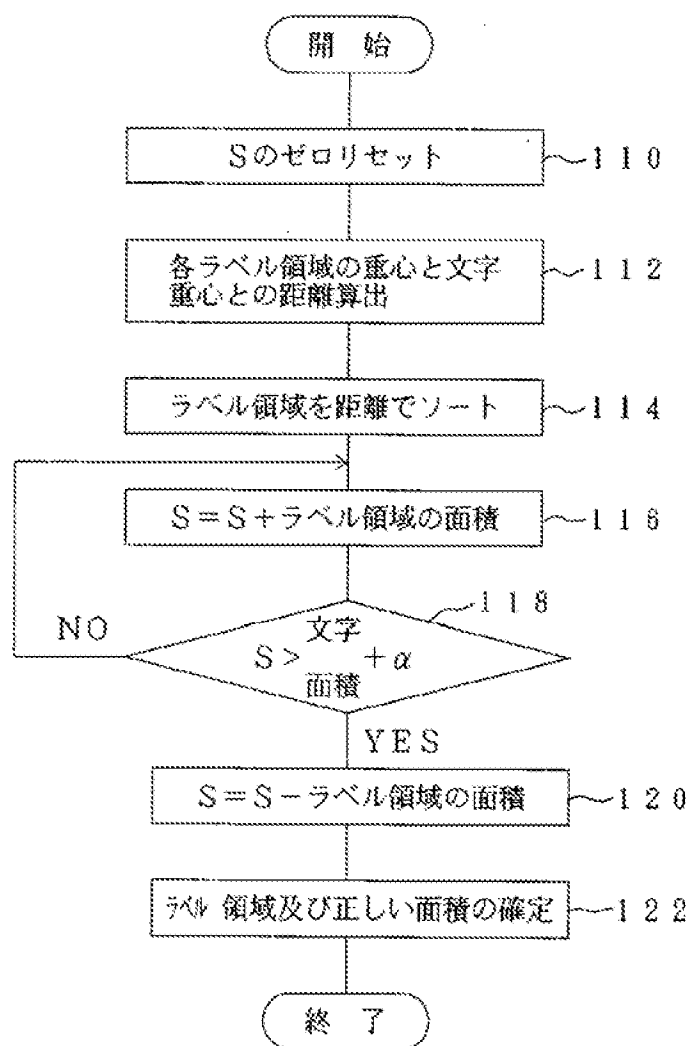 開 始
Sのゼロリセット
110
各ラベル領域の重心と文字
重心との距離算出
112
ラベル領域を距離でソート
114
S=S+ラベル領域の面積
116
118
文字
S> +α
面積
NO
YES
S=S-ラベル領域の面積
120
ラベル 領域及び正しい面積の確定
122
終 了